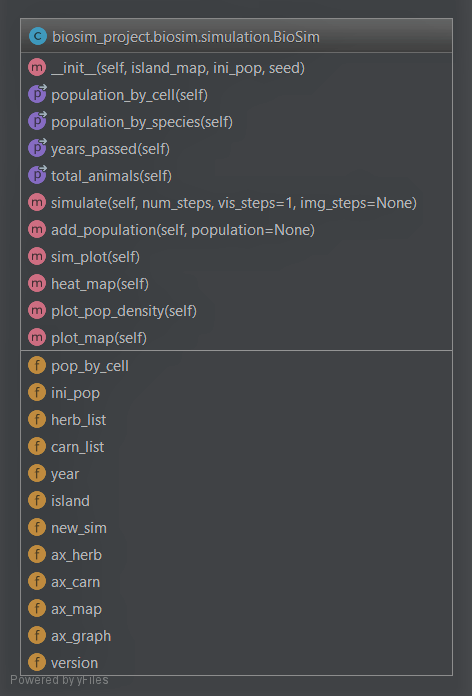 C biosim_project.biosim.simulation.BioSim
m __init__(self, island_map, ini_pop, seed)
p population_by_cell(self)
p population_by_species(self)
p years_passed(self)
p total_animals(self)
m simulate(self, num_steps, vis_steps=1, img_steps=None)
m add_population(self, population=None)
m sim_plot(self)
m heat_map(self)
m plot_pop_density(self)
m plot_map(self)
f pop_by_cell
f ini_pop
f herb_list
f carn_list
f year
f island
f new_sim
f ax_herb
f ax_carn
f ax_map
f ax_graph
f version
Powered by yFiles